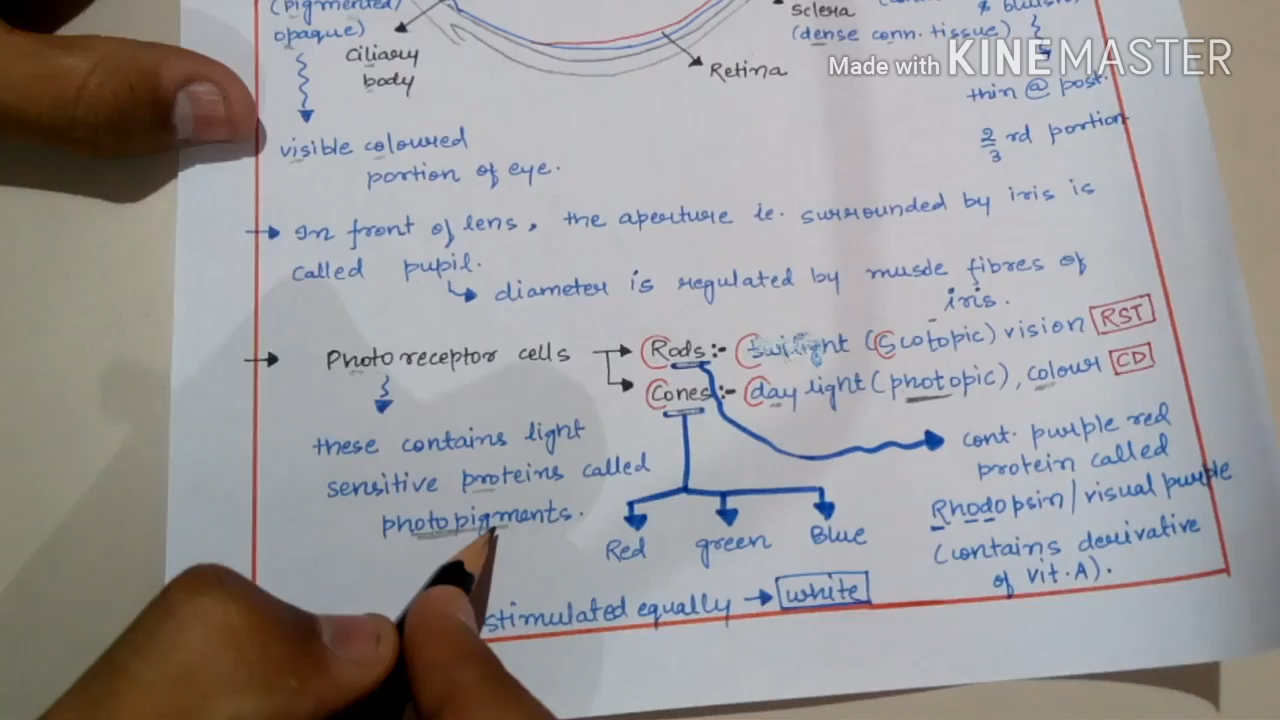 (pigmented/
opaque)
Ciliary
body
Sclera
(dense conn. tissue)
Retina
Made with KINEMASTER
thin @ post.
2/3 rd portion
visible coloured
portion of eye.
In front of lens, the aperture ie. surrounded by iris is
called pupil.
diameter is regulated by muscle fibres of
iris.
Photoreceptor cells
Rods:- twilight (Scotopic) vision RST
Cones:- day light (photopic), colour CD
these contains light
sensitive proteins called
photopigments.
cont. purple red
protein called
Rhodopsin/visual purple
(contains derivative
of vit.A).
Red green Blue
stimulated equally → white